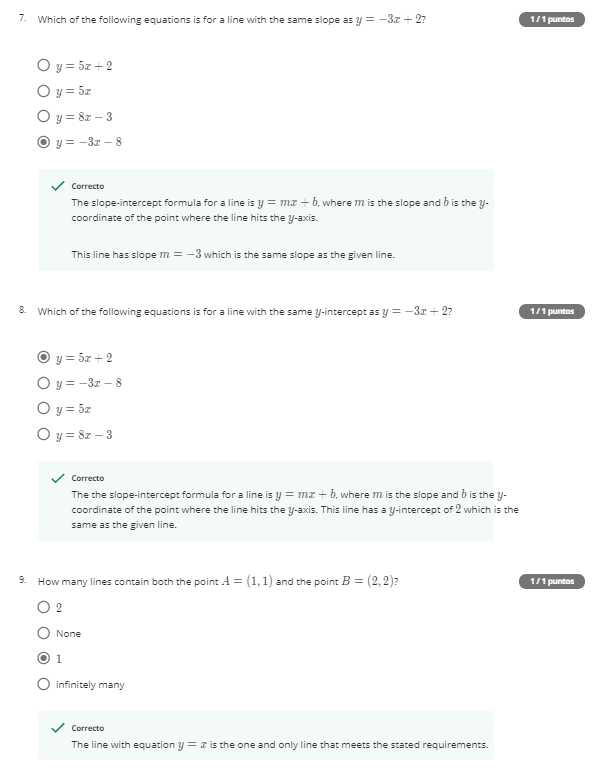 7. Which of the following equations is for a line with the same slope as y = −3x + 2?
1 / 1 puntos
y = 5x + 2
y = 5x
y = 8x − 3
y = −3x − 8
Correcto
The slope-intercept formula for a line is y = mx + b, where m is the slope and b is the y-
coordinate of the point where the line hits the y-axis.
This line has slope m = −3 which is the same slope as the given line.
8. Which of the following equations is for a line with the same y-intercept as y = −3x + 2?
1 / 1 puntos
y = 5x + 2
y = −3x − 8
y = 5x
y = 8x − 3
Correcto
The the slope-intercept formula for a line is y = mx + b, where m is the slope and b is the y-
coordinate of the point where the line hits the y-axis. This line has a y-intercept of 2 which is the
same as the given line.
9. How many lines contain both the point A = (1, 1) and the point B = (2, 2)?
1 / 1 puntos
2
None
1
infinitely many
Correcto
The line with equation y = x is the one and only line that meets the stated requirements.